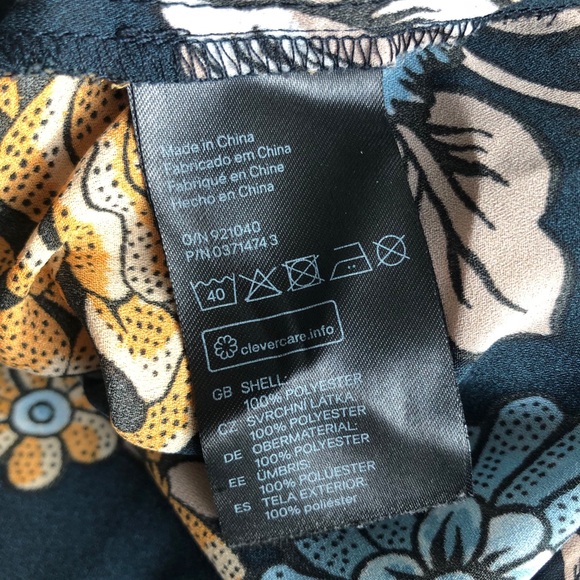 Made in China
Fabricado em China
Fabriqué en Chine
Hecho en China
O/N 921040
P/N 0371474 3
40
clevercare.info
GB SHELL:
100% POLYESTER
CZ SVRCHNI LÁTKA:
100% POLYESTER
DE OBERMATERIAL:
100% POLYESTER
EE ÜMBRIS:
100% POLÜESTER
ES TELA EXTERIOR:
100% poliéster